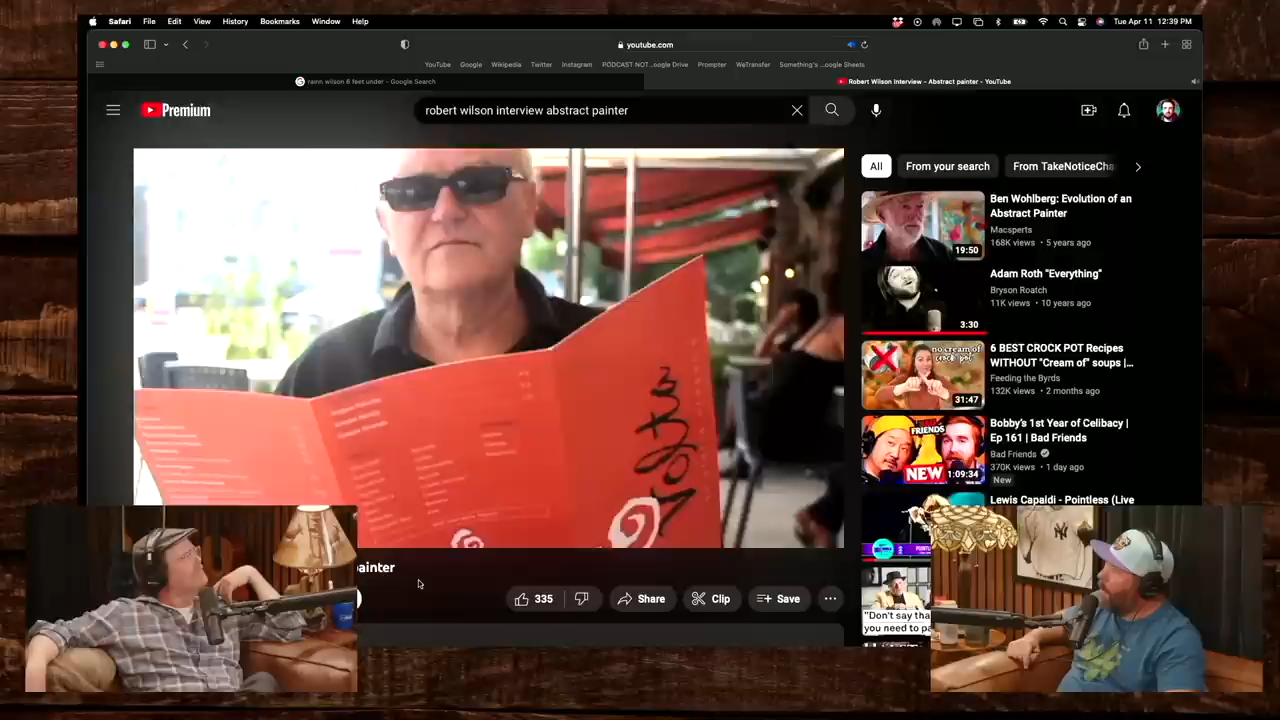 Safari File Edit View History Bookmarks Window Help
Tue Apr 11 12:39 PM
youtube.com
YouTube Google Wikipedia Twitter Instagram PODCAST NOT...oogle Drive Prompter WeTransfer Something's ...oogle Sheets
rainn wilson 6 feet under - Google Search
Robert Wilson Interview - Abstract painter - YouTube
Premium
robert wilson interview abstract painter
All
From your search
From TakeNoticeCha
Ben Wohlberg: Evolution of an
Abstract Painter
Macsperts
168K views • 5 years ago
19:50
Adam Roth "Everything"
Bryson Roatch
11K views • 10 years ago
3:30
no cream of
crock pot
6 BEST CROCK POT Recipes
WITHOUT "Cream of" soups |...
Feeding the Byrds
132K views • 2 months ago
31:47
FRIENDS
NEW
1:09:34
Bobby's 1st Year of Celibacy |
Ep 161 | Bad Friends
Bad Friends
370K views • 1 day ago
New
Lewis Capaldi - Pointless (Live
ainter
335
Share
Clip
Save
"Don't say tha
you need to pa